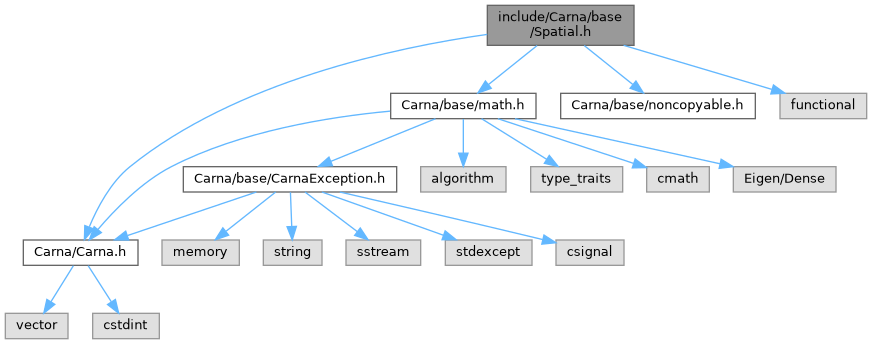 include/Carna/base
/Spatial.h
Carna/base/math.h
Carna/base/noncopyable.h
functional
Carna/base/CarnaException.h
algorithm
type_traits
cmath
Eigen/Dense
Carna/Carna.h
memory
string
sstream
stdexcept
csignal
vector
cstdint